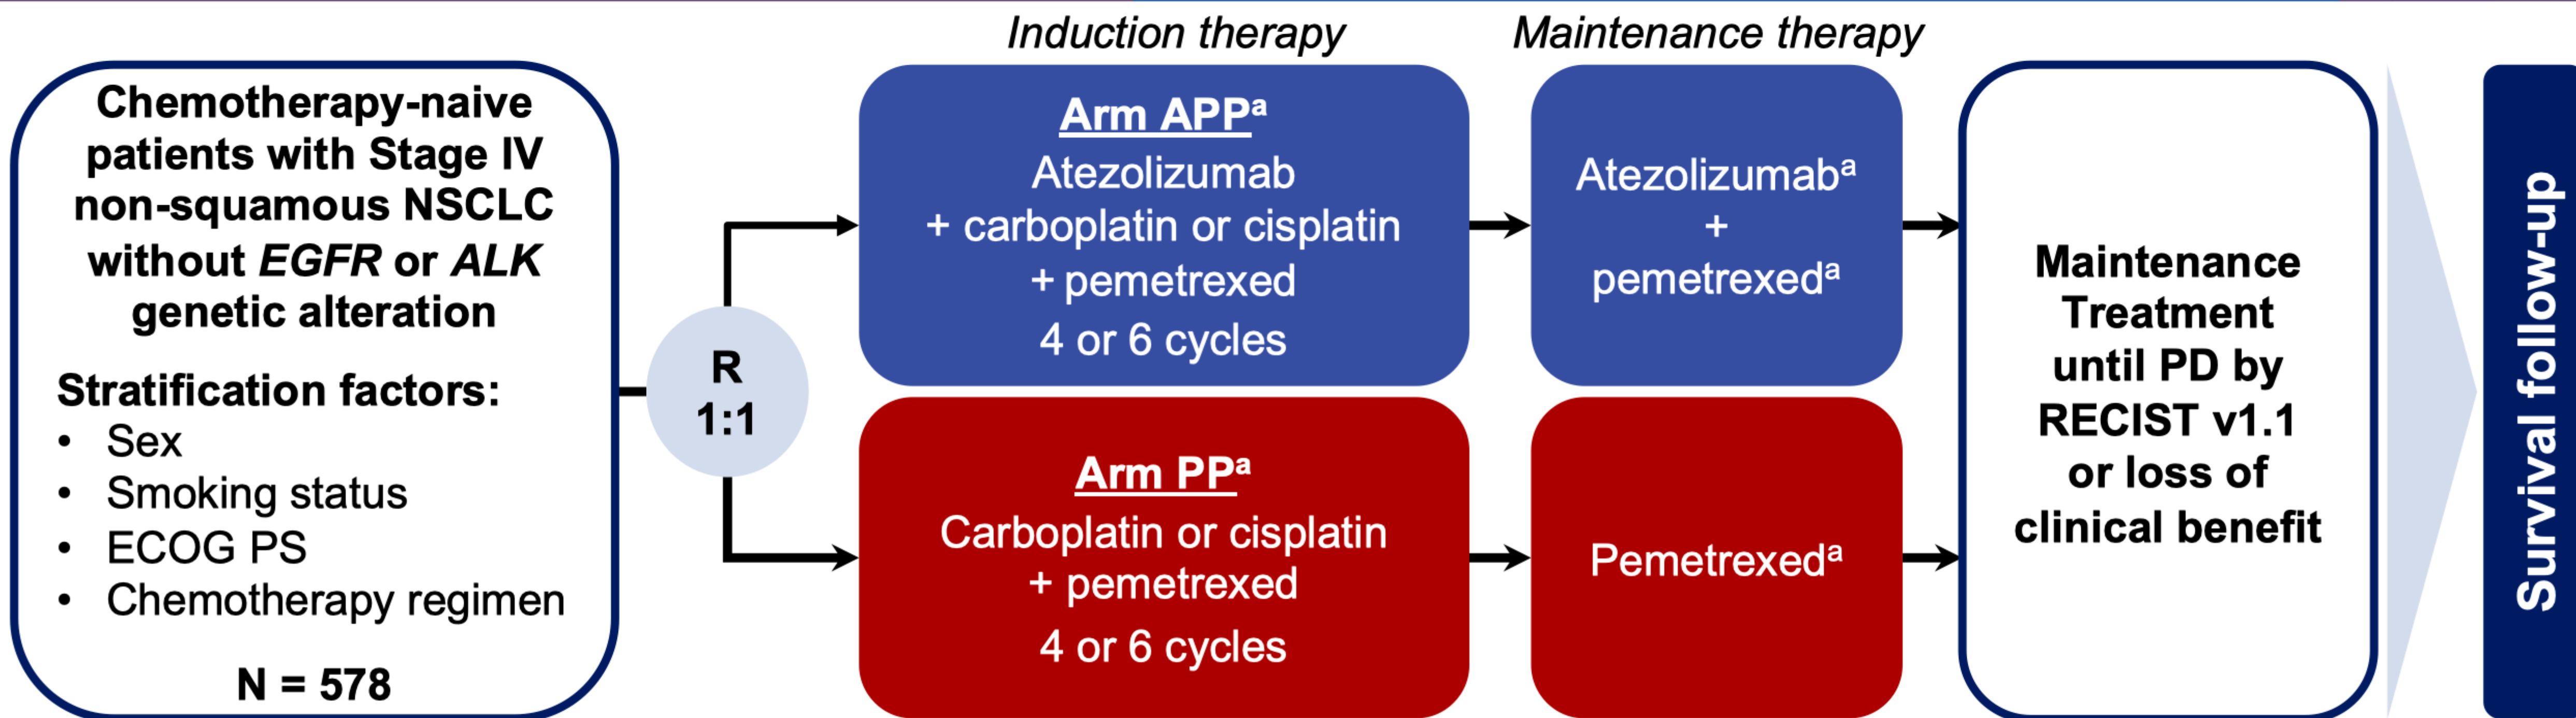 Induction therapy
Maintenance therapy
Chemotherapy-naive
patients with Stage IV
non-squamous NSCLC
without EGFR or ALK
genetic alteration
Stratification factors:
• Sex
• Smoking status
• ECOG PS
• Chemotherapy regimen
N = 578
R
1:1
Arm APPᵃ
Atezolizumab
+ carboplatin or cisplatin
+ pemetrexed
4 or 6 cycles
Atezolizumabᵃ
+
pemetrexedᵃ
Arm PPᵃ
Carboplatin or cisplatin
+ pemetrexed
4 or 6 cycles
Pemetrexedᵃ
Maintenance
Treatment
until PD by
RECIST v1.1
or loss of
clinical benefit
Survival follow-up